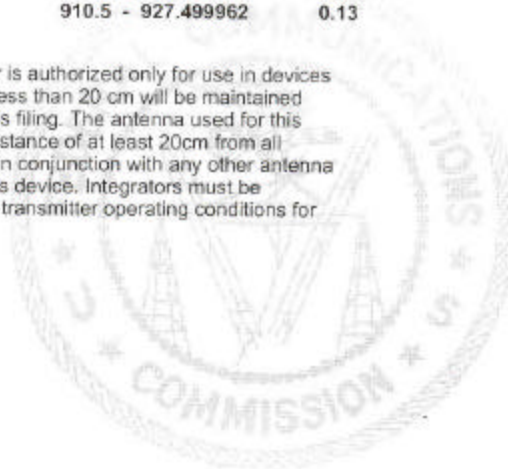 910.5 - 927.499962 0.13
is authorized only for use in devices
ess than 20 cm will be maintained
s filing. The antenna used for this
stance of at least 20cm from all
n conjunction with any other antenna
s device. Integrators must be
transmitter operating conditions for
COMMUNICATIONS
COMMISSION
U S